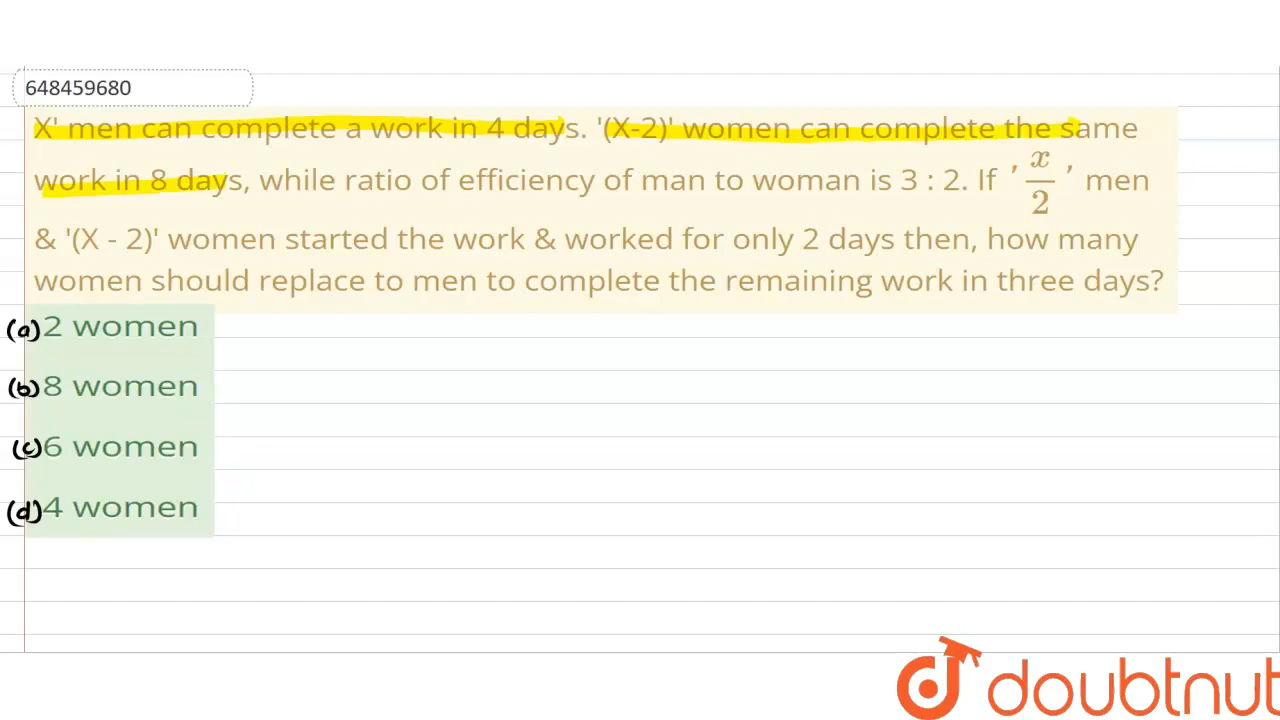 648459680
X' men can complete a work in 4 days. '(X-2)' women can complete the same
work in 8 days, while ratio of efficiency of man to woman is 3 : 2. If ' x/2 ' men
& '(X - 2)' women started the work & worked for only 2 days then, how many
women should replace to men to complete the remaining work in three days?
(a) 2 women
(b) 8 women
(c) 6 women
(d) 4 women
doubtnut